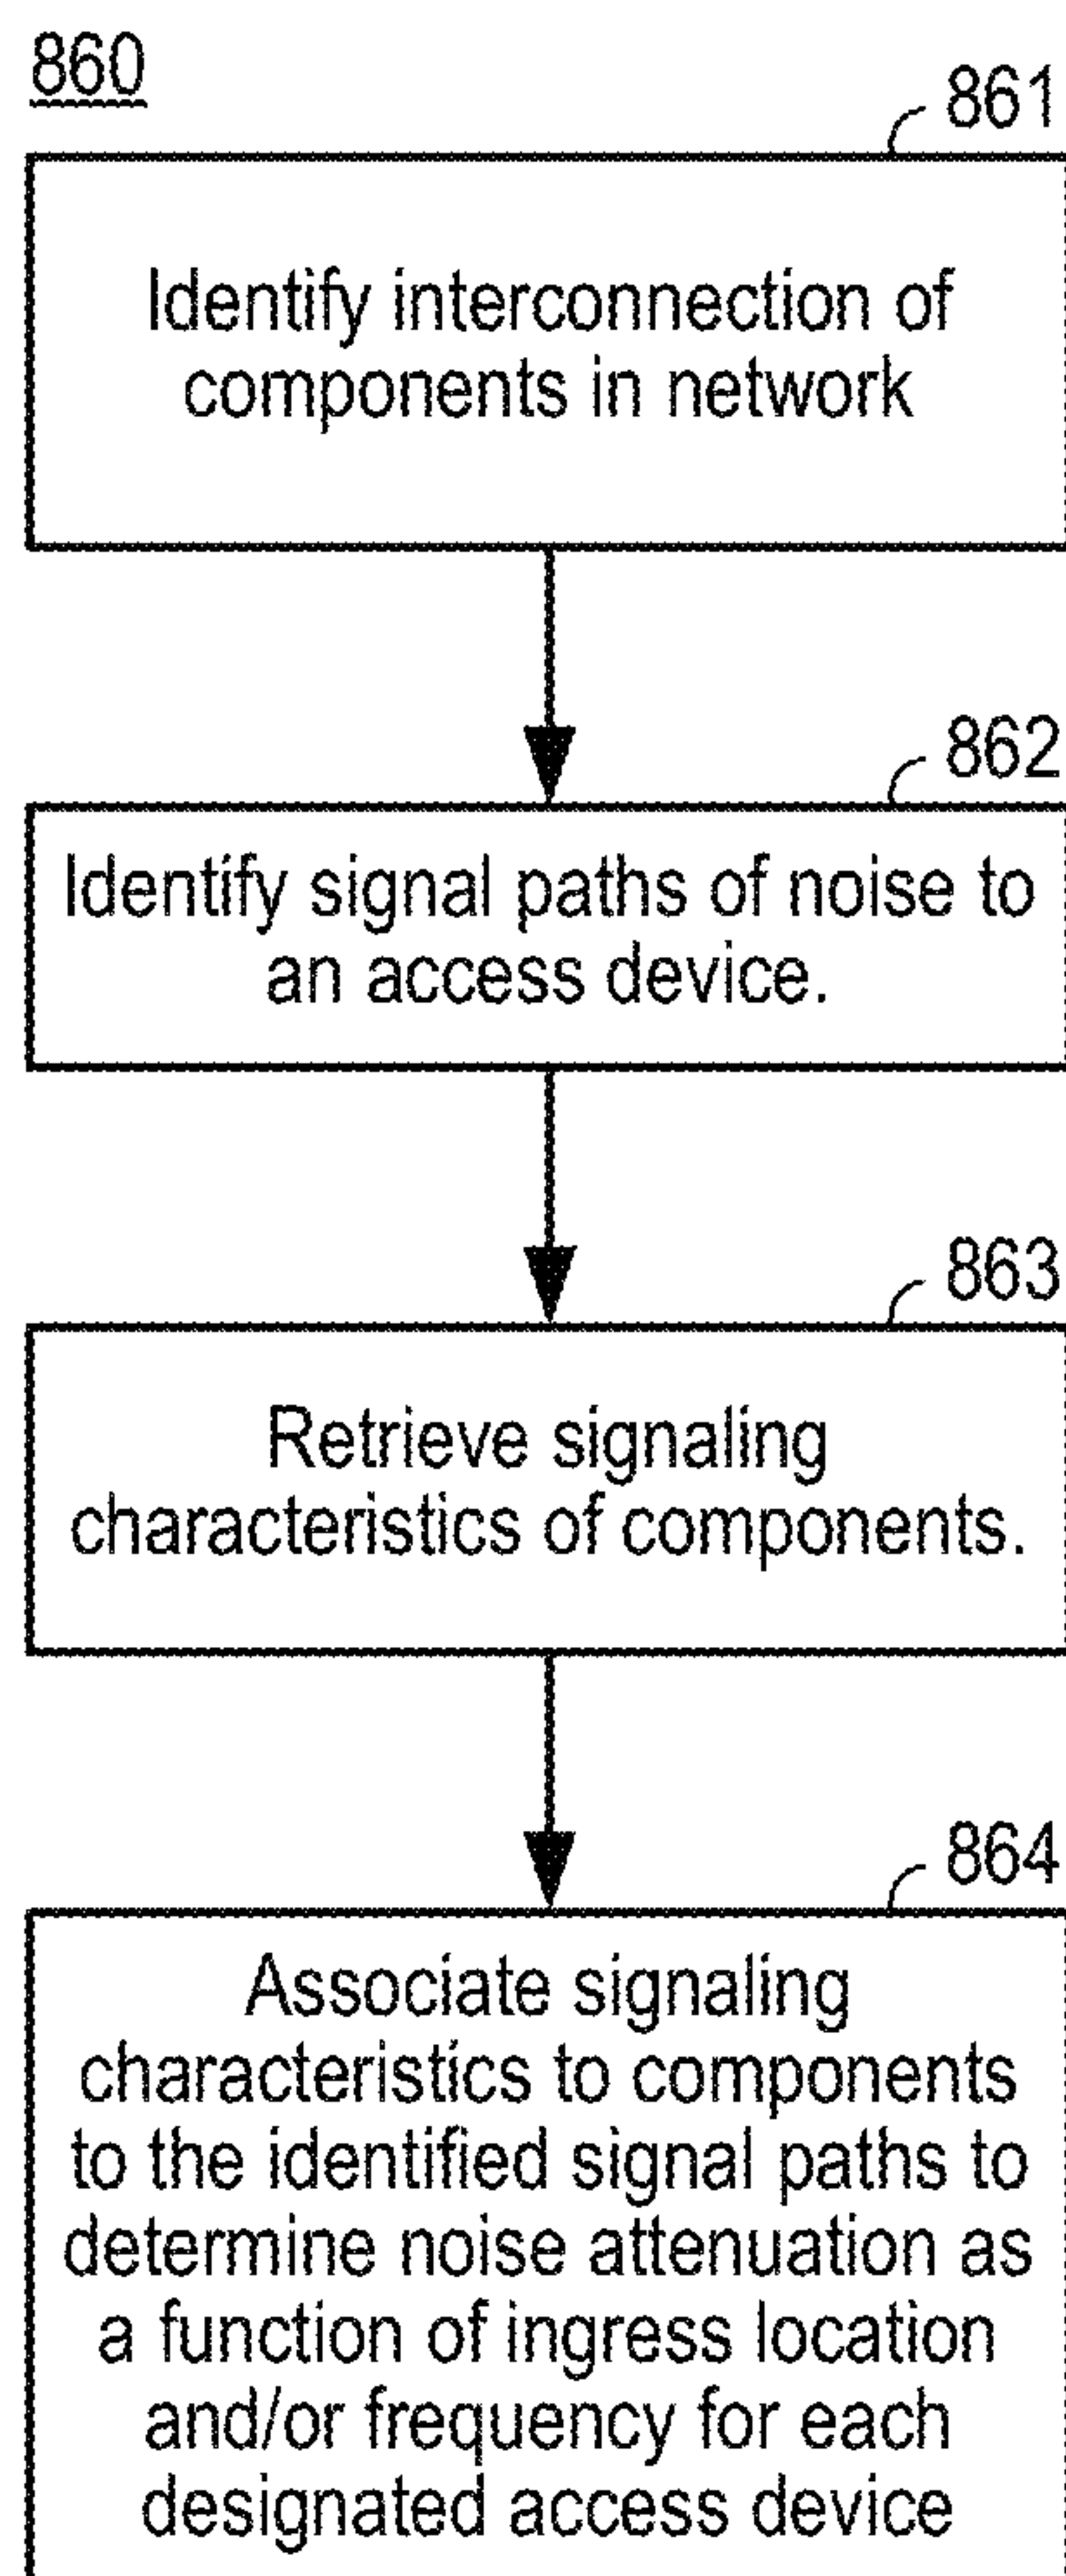 860
861
Identify interconnection of
components in network
862
Identify signal paths of noise to
an access device.
863
Retrieve signaling
characteristics of components.
864
Associate signaling
characteristics to components
to the identified signal paths to
determine noise attenuation as
a function of ingress location
and/or frequency for each
designated access device